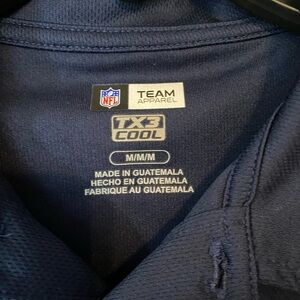 NFL
TEAM
APPAREL
TX3
COOL
M/M/M
MADE IN GUATEMALA
HECHO EN GUATEMALA
FABRIQUE AU GUATEMALA